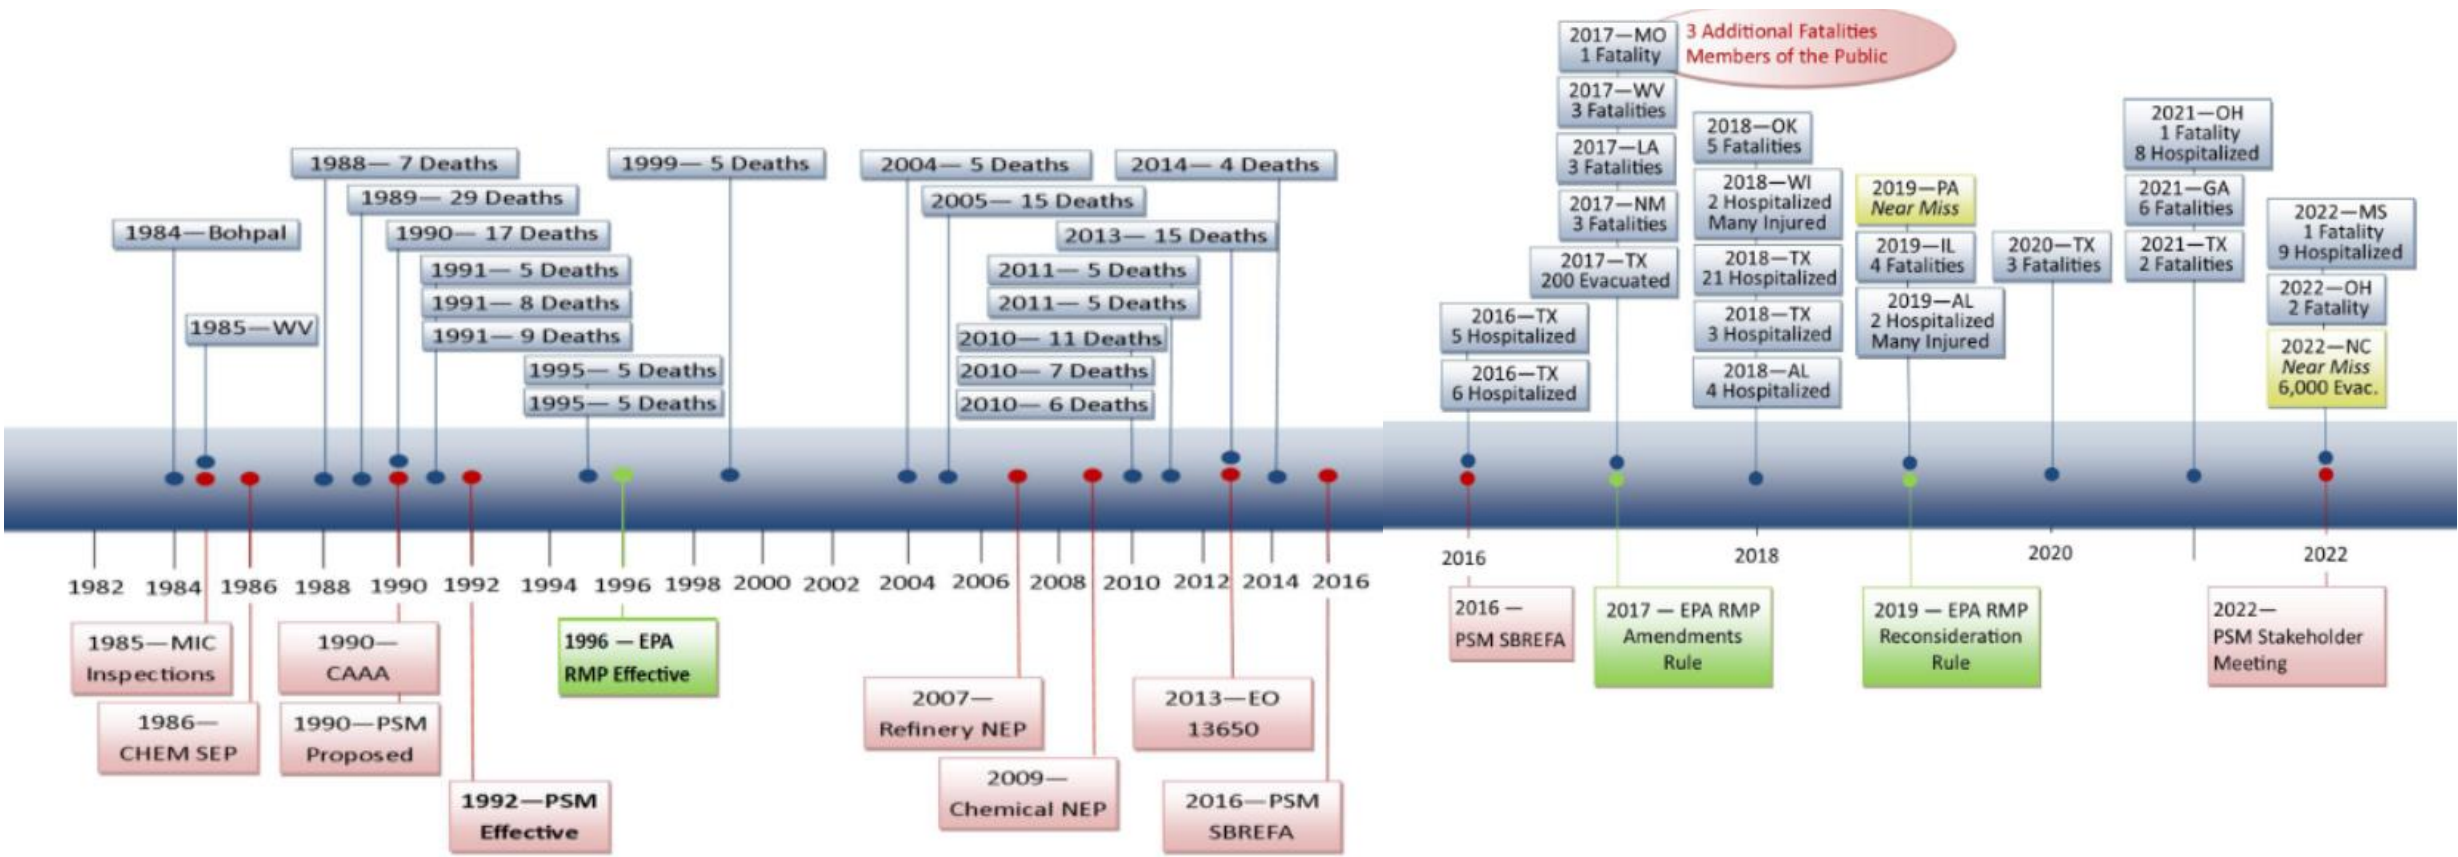 1984—Bohpal
1985—WV
1988— 7 Deaths
1989— 29 Deaths
1990— 17 Deaths
1991— 5 Deaths
1991— 8 Deaths
1991— 9 Deaths
1995— 5 Deaths
1995— 5 Deaths
1999— 5 Deaths
2004— 5 Deaths
2005— 15 Deaths
2014— 4 Deaths
2013— 15 Deaths
2011— 5 Deaths
2011— 5 Deaths
2010— 11 Deaths
2010— 7 Deaths
2010— 6 Deaths
2016—TX
5 Hospitalized
2016—TX
6 Hospitalized
2017—MO
1 Fatality
3 Additional Fatalities
Members of the Public
2017—WV
3 Fatalities
2017—LA
3 Fatalities
2017—NM
3 Fatalities
2017—TX
200 Evacuated
2018—OK
5 Fatalities
2018—WI
2 Hospitalized
Many Injured
2018—TX
21 Hospitalized
2018—TX
3 Hospitalized
2018—AL
4 Hospitalized
2019—PA
Near Miss
2019—IL
4 Fatalities
2019—AL
2 Hospitalized
Many Injured
2020—TX
3 Fatalities
2021—OH
1 Fatality
8 Hospitalized
2021—GA
6 Fatalities
2021—TX
2 Fatalities
2022—MS
1 Fatality
9 Hospitalized
2022—OH
2 Fatality
2022—NC
Near Miss
6,000 Evac.
1982 1984 1986 1988 1990 1992 1994 1996 1998 2000 2002 2004 2006 2008 2010 2012 2014 2016
2016 2018 2020 2022
1985—MIC
Inspections
1986—
CHEM SEP
1990—
CAAA
1990—PSM
Proposed
1992—PSM
Effective
1996 — EPA
RMP Effective
2007—
Refinery NEP
2009—
Chemical NEP
2013—EO
13650
2016—PSM
SBREFA
2016 —
PSM SBREFA
2017 — EPA RMP
Amendments
Rule
2019 — EPA RMP
Reconsideration
Rule
2022—
PSM Stakeholder
Meeting